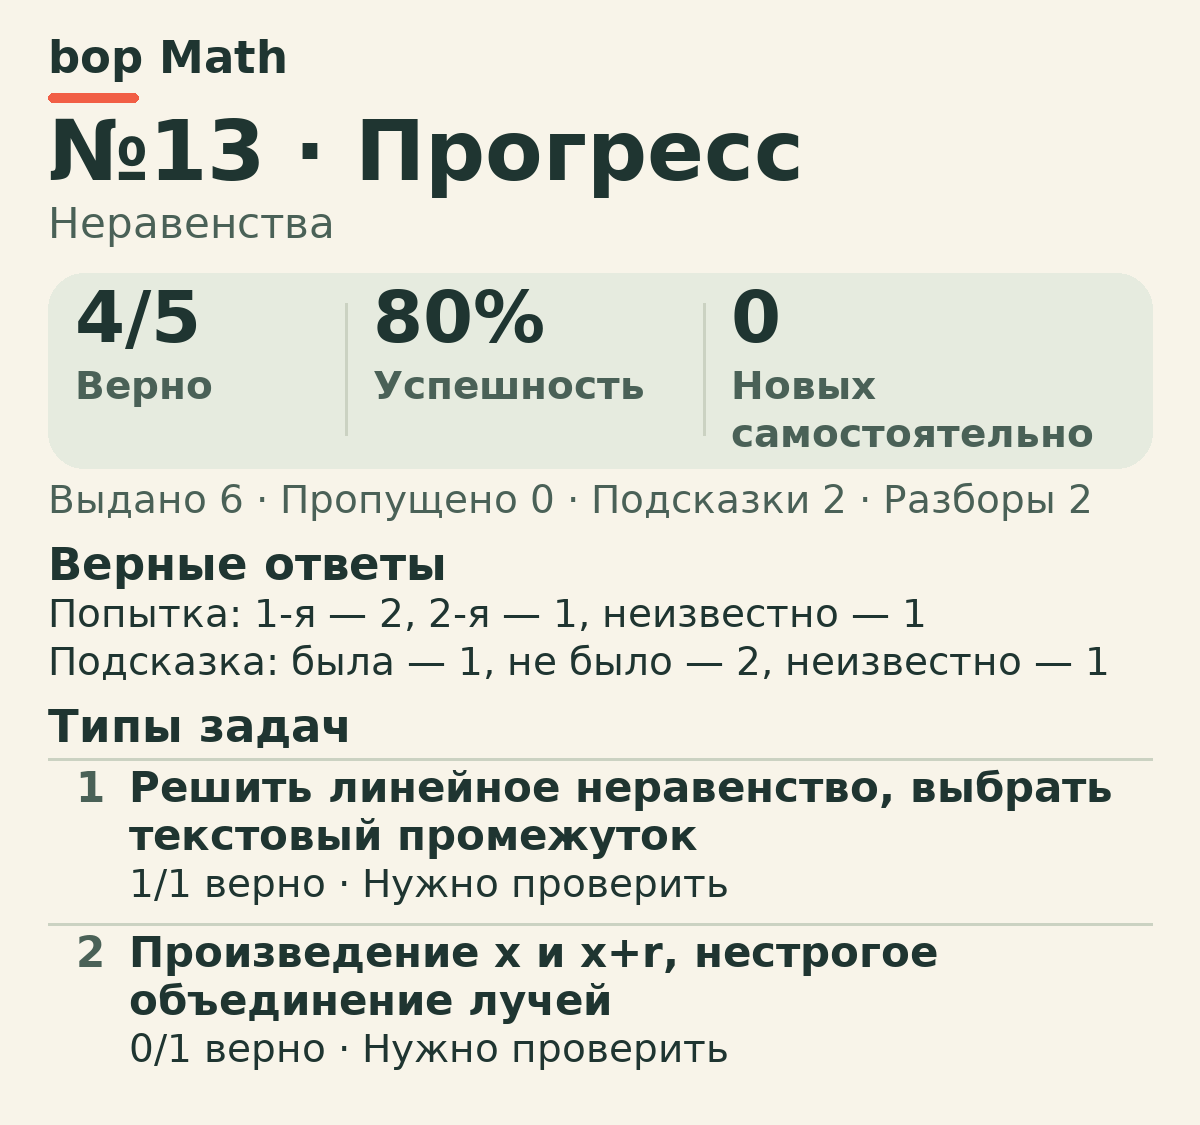 bop Math
№13 · Прогресс
Неравенства
4/5
Верно
80%
Успешность
0
Новых
самостоятельно
Выдано 6 · Пропущено 0 · Подсказки 2 · Разборы 2
Верные ответы
Попытка: 1-я — 2, 2-я — 1, неизвестно — 1
Подсказка: была — 1, не было — 2, неизвестно — 1
Типы задач
1 Решить линейное неравенство, выбрать
текстовый промежуток
1/1 верно · Нужно проверить
2 Произведение x и x+r, нестрогое
объединение лучей
0/1 верно · Нужно проверить